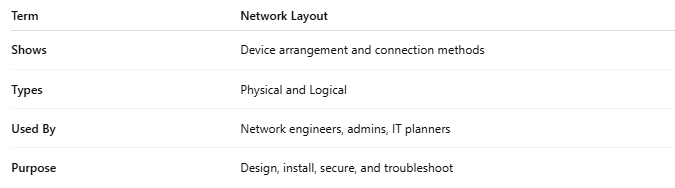 Term Network Layout
Shows Device arrangement and connection methods
Types Physical and Logical
Used By Network engineers, admins, IT planners
Purpose Design, install, secure, and troubleshoot